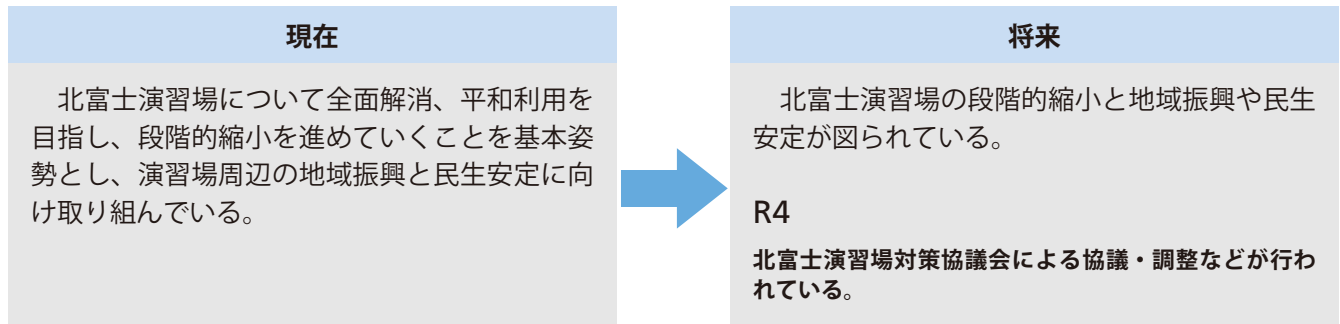 現在
　北富士演習場について全面解消、平和利用を
目指し、段階的縮小を進めていくことを基本姿
勢とし、演習場周辺の地域振興と民生安定に向
け取り組んでいる。
将来
　北富士演習場の段階的縮小と地域振興や民生
安定が図られている。
R4
北富士演習場対策協議会による協議・調整などが行わ
れている。